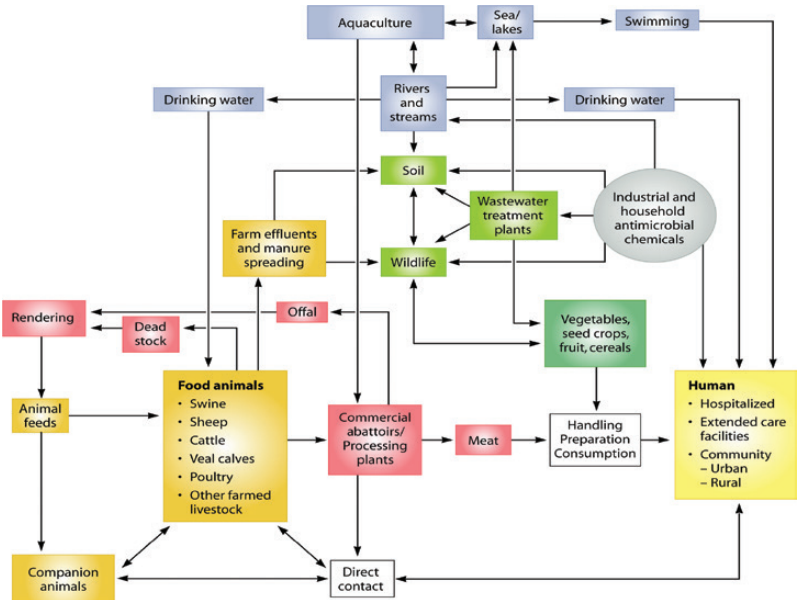 Aquaculture
Sea/
lakes
Swimming
Drinking water
Rivers
and
streams
Drinking water
Soil
Wastewater
treatment
plants
Industrial and
household
antimicrobial
chemicals
Farm effluents
and manure
spreading
Wildlife
Rendering
Offal
Dead
stock
Vegetables,
seed crops,
fruit, cereals
Animal
feeds
Food animals
• Swine
• Sheep
• Cattle
• Veal calves
• Poultry
• Other farmed
livestock
Commercial
abattoirs/
Processing
plants
Meat
Handling
Preparation
Consumption
Human
• Hospitalized
• Extended care
facilities
• Community
– Urban
– Rural
Companion
animals
Direct
contact